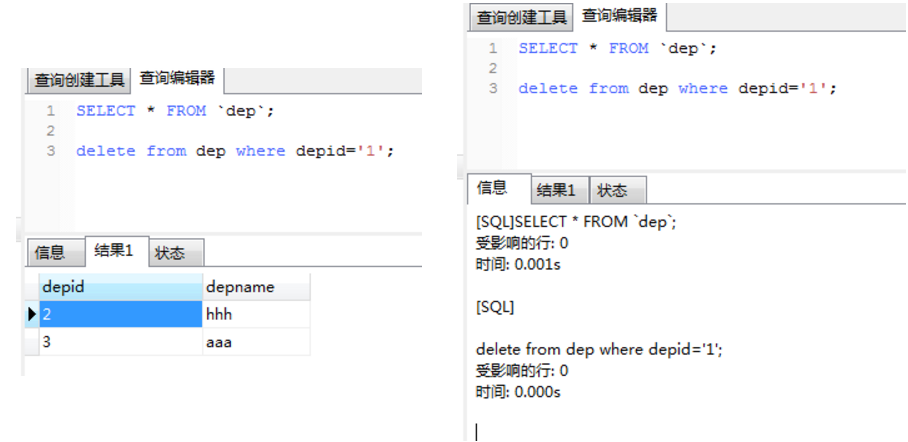 查询创建工具 查询编辑器
1 SELECT * FROM `dep`;
2
3 delete from dep where depid='1';
信息 结果1 状态
depid depname
2 hhh
3 aaa
查询创建工具 查询编辑器
1 SELECT * FROM `dep`;
2
3 delete from dep where depid='1';
信息 结果1 状态
[SQL]SELECT * FROM `dep`;
受影响的行: 0
时间: 0.001s
[SQL]
delete from dep where depid='1';
受影响的行: 0
时间: 0.000s